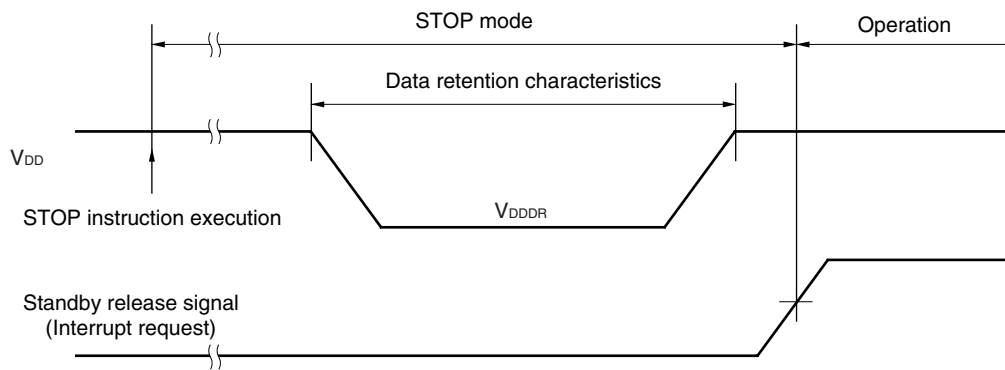 STOP mode
Operation
Data retention characteristics
VDD
STOP instruction execution
VDDDR
Standby release signal
(Interrupt request)